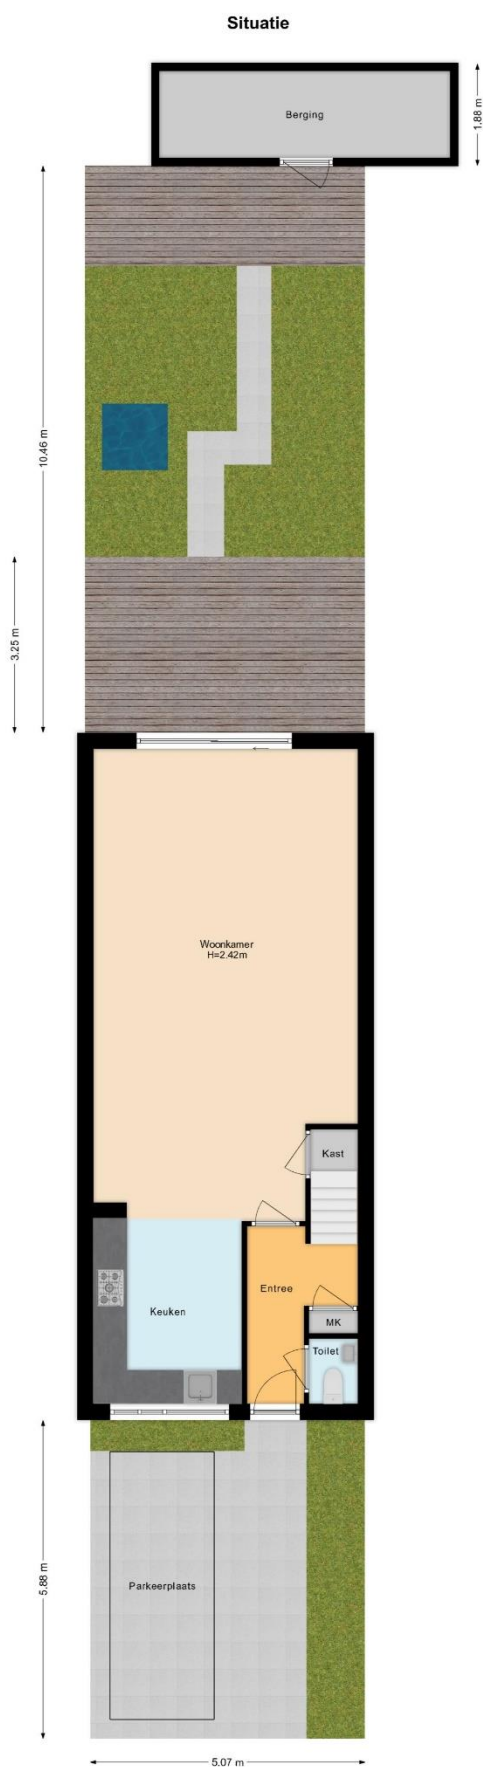 Situatie
Berging
1.88 m
10.46 m
3.25 m
Woonkamer
H=2.42m
Kast
Entree
Keuken
MK
Toilet
5.88 m
Parkeerplaats
5.07 m